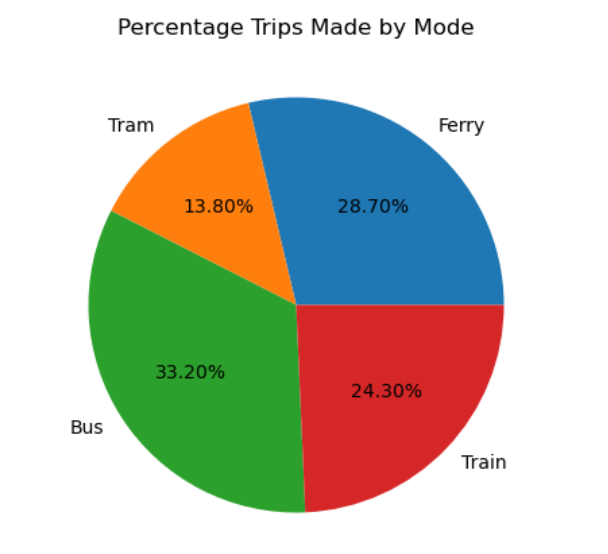 Percentage Trips Made by Mode
Tram
Ferry
13.80%
28.70%
33.20%
24.30%
Bus
Train